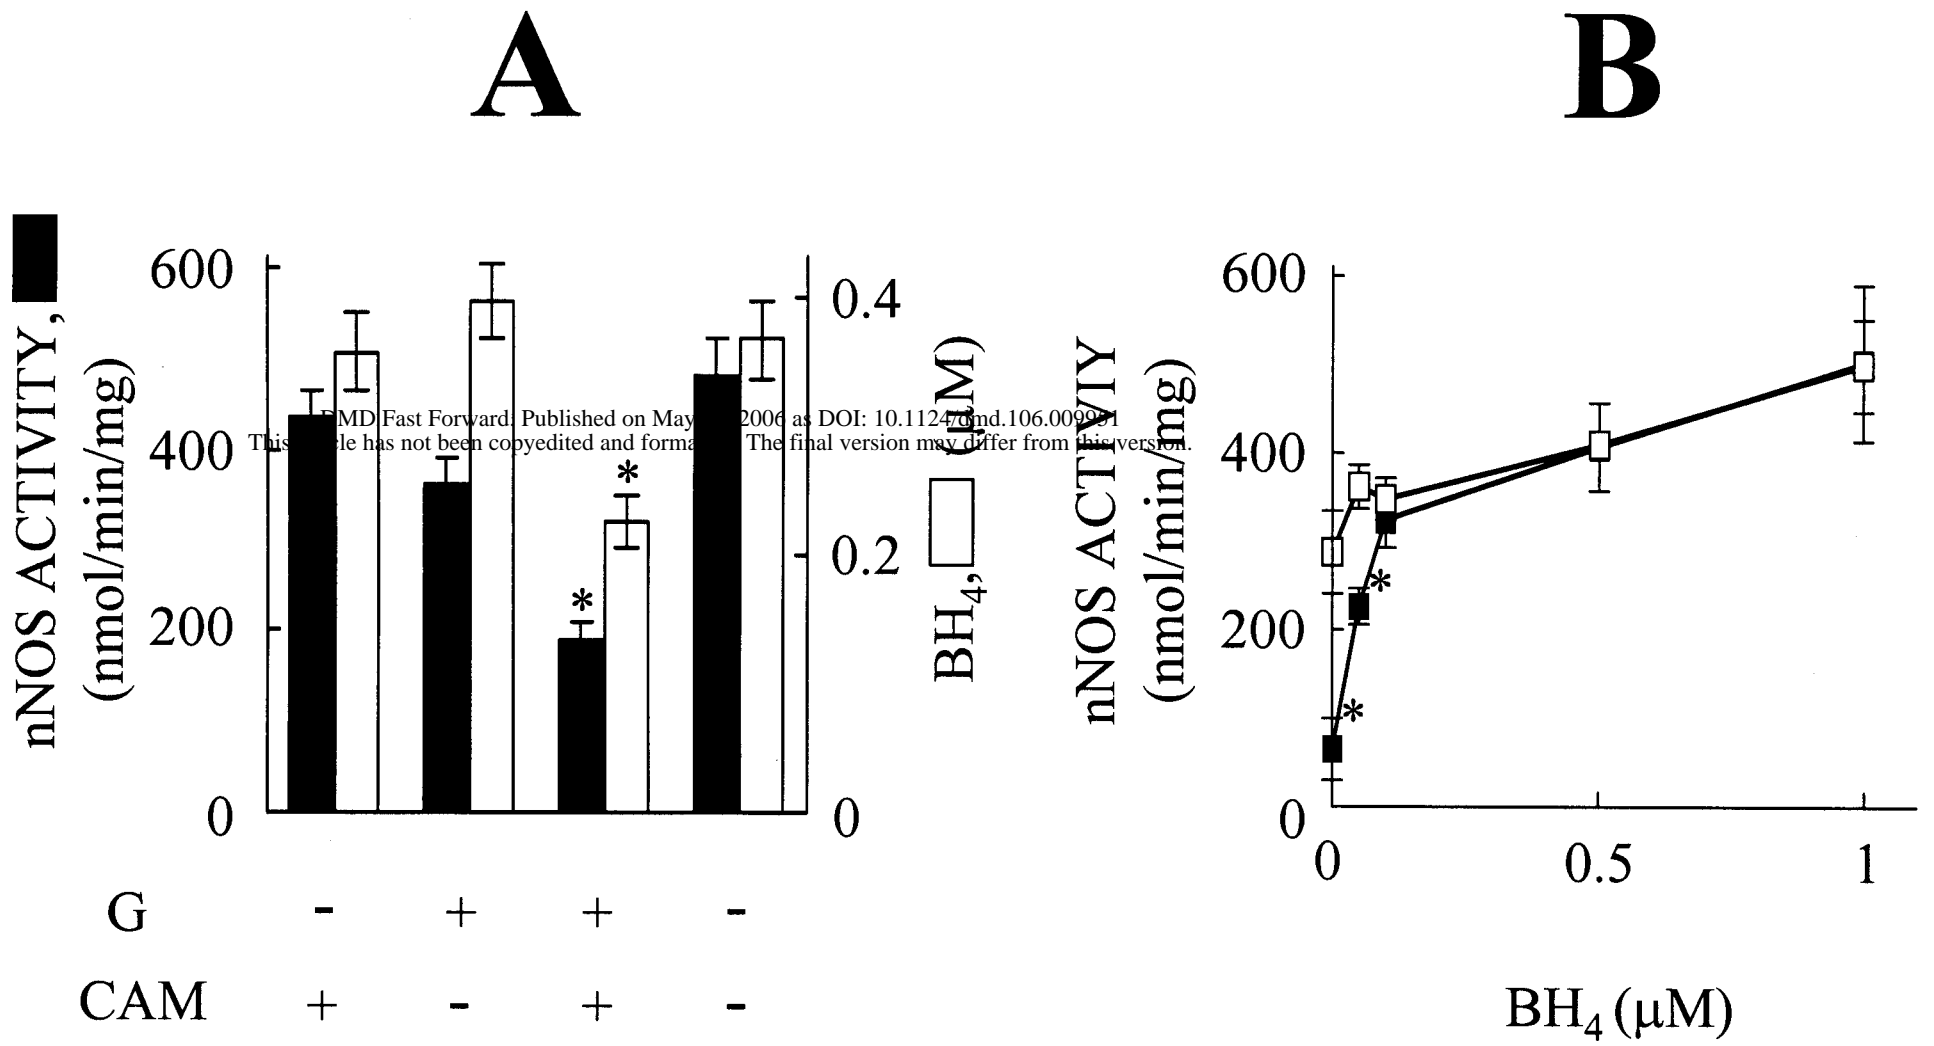 A
B
nNOS ACTIVITY,
(nmol/min/mg)
600
400
200
0
0.4
0.2
0
BH4, (μM)
DMD Fast Forward. Published on May 2006 as DOI: 10.1124/dmd.106.009951
This has not been copyedited and The final version may differ from this version.
*
*
G - + + -
CAM + - + -
nNOS ACTIVIY
(nmol/min/mg)
600
400
200
0
*
*
0 0.5 1
BH4 (μM)